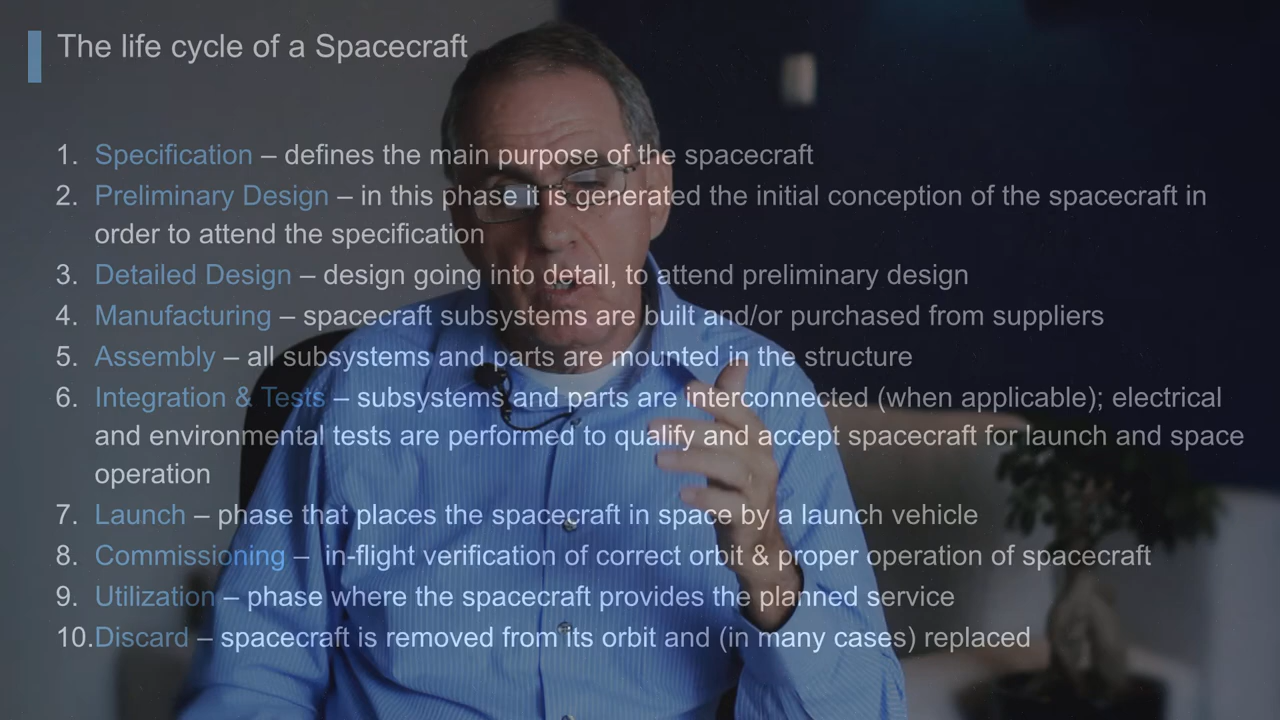 The life cycle of a Spacecraft
1. Specification – defines the main purpose of the spacecraft
2. Preliminary Design – in this phase it is generated the initial conception of the spacecraft in
order to attend the specification
3. Detailed Design – design going into detail, to attend preliminary design
4. Manufacturing – spacecraft subsystems are built and/or purchased from suppliers
5. Assembly – all subsystems and parts are mounted in the structure
6. Integration & Tests – subsystems and parts are interconnected (when applicable); electrical
and environmental tests are performed to qualify and accept spacecraft for launch and space
operation
7. Launch – phase that places the spacecraft in space by a launch vehicle
8. Commissioning – in-flight verification of correct orbit & proper operation of spacecraft
9. Utilization – phase where the spacecraft provides the planned service
10. Discard – spacecraft is removed from its orbit and (in many cases) replaced